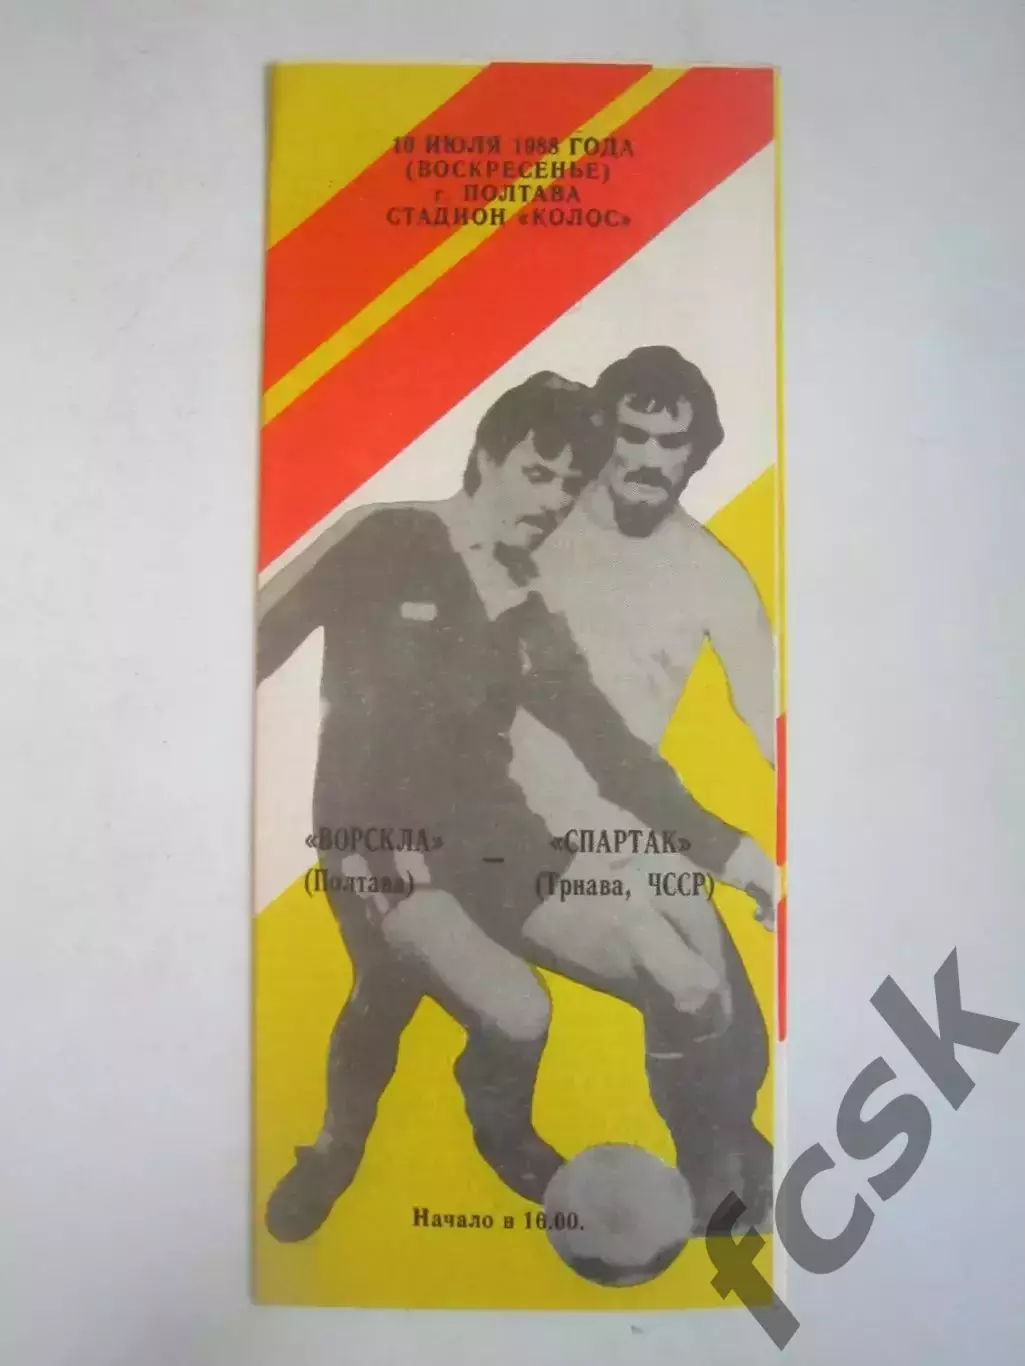 10 ИЮЛЯ 1988 ГОДА
(ВОСКРЕСЕНЬЕ)
г. ПОЛТАВА
СТАДИОН «КОЛОС»
«ВОРСКЛА» — «СПАРТАК»
(Полтава) (Трнава, ЧССР)
Начало в 16.00.
fcsk